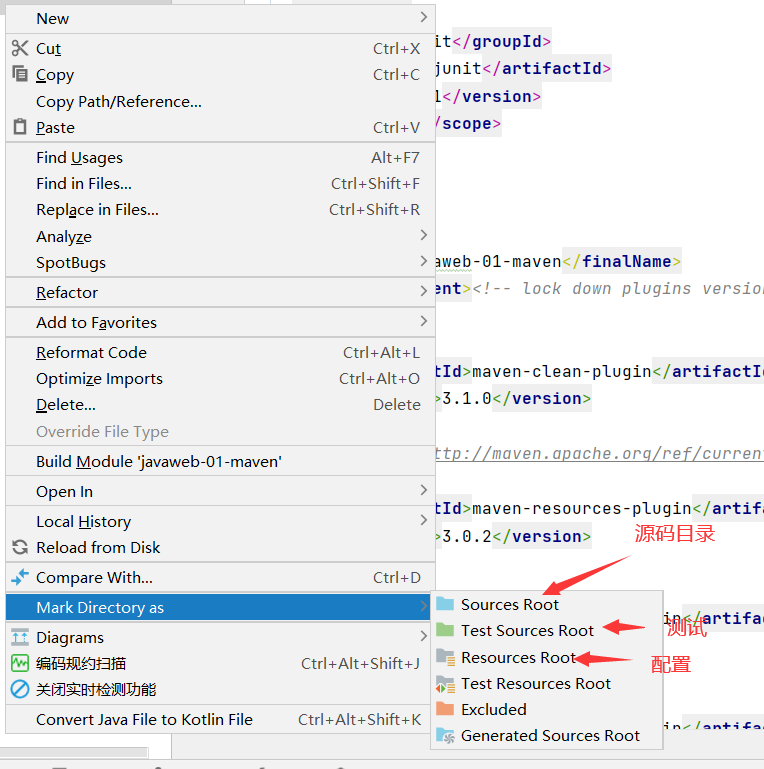 New
it</groupId>
Cut Ctrl+X
junit</artifactId>
Copy Ctrl+C
</version>
Copy Path/Reference...
/scope>
Paste Ctrl+V
Find Usages Alt+F7
Find in Files... Ctrl+Shift+F
Replace in Files... Ctrl+Shift+R
Analyze
SpotBugs
aweb-01-maven</finalName>
Refactor
ent><!-- lock down plugins version
Add to Favorites
Reformat Code Ctrl+Alt+L
tId>maven-clean-plugin</artifactId
Optimize Imports Ctrl+Alt+O
>3.1.0</version>
Delete... Delete
Override File Type
ttp://maven.apache.org/ref/current
Build Module 'javaweb-01-maven'
Open In
tId>maven-resources-plugin</artif
Local History
>3.0.2</version>
源码目录
Reload from Disk
Compare With... Ctrl+D
Mark Directory as
Sources Root
in</artifa
Test Sources Root
测试
Diagrams
Resources Root
配置
编码规约扫描 Ctrl+Alt+Shift+J
Test Resources Root
关闭实时检测功能
Excluded
Convert Java File to Kotlin File Ctrl+Alt+Shift+K
Generated Sources Root
in</artifa